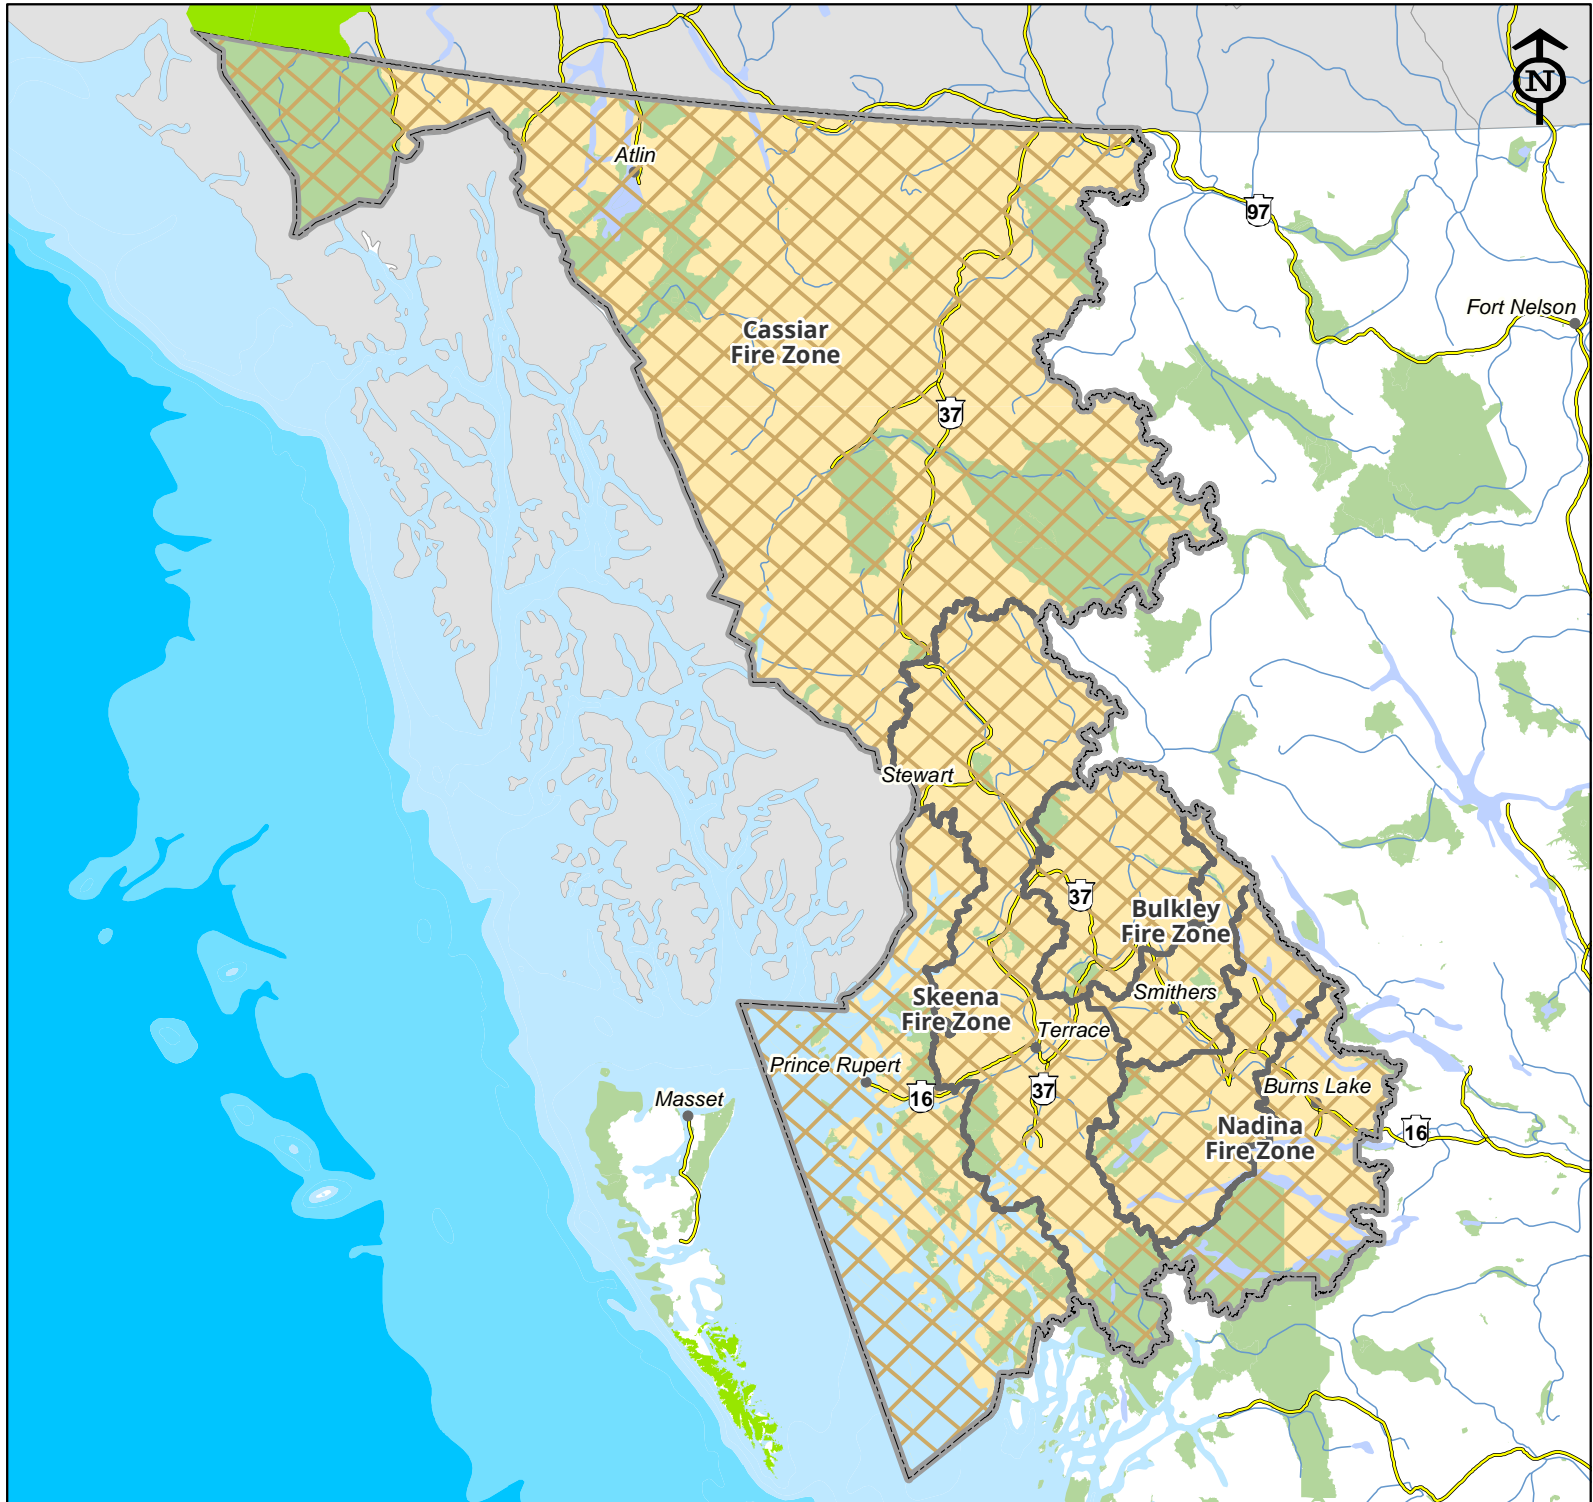 N
Atlin
97
Fort Nelson
Cassiar
Fire Zone
37
Stewart
37
Bulkley
Fire Zone
Smithers
Skeena
Fire Zone
Terrace
Prince Rupert
16
37
Burns Lake
Masset
Nadina
Fire Zone
16